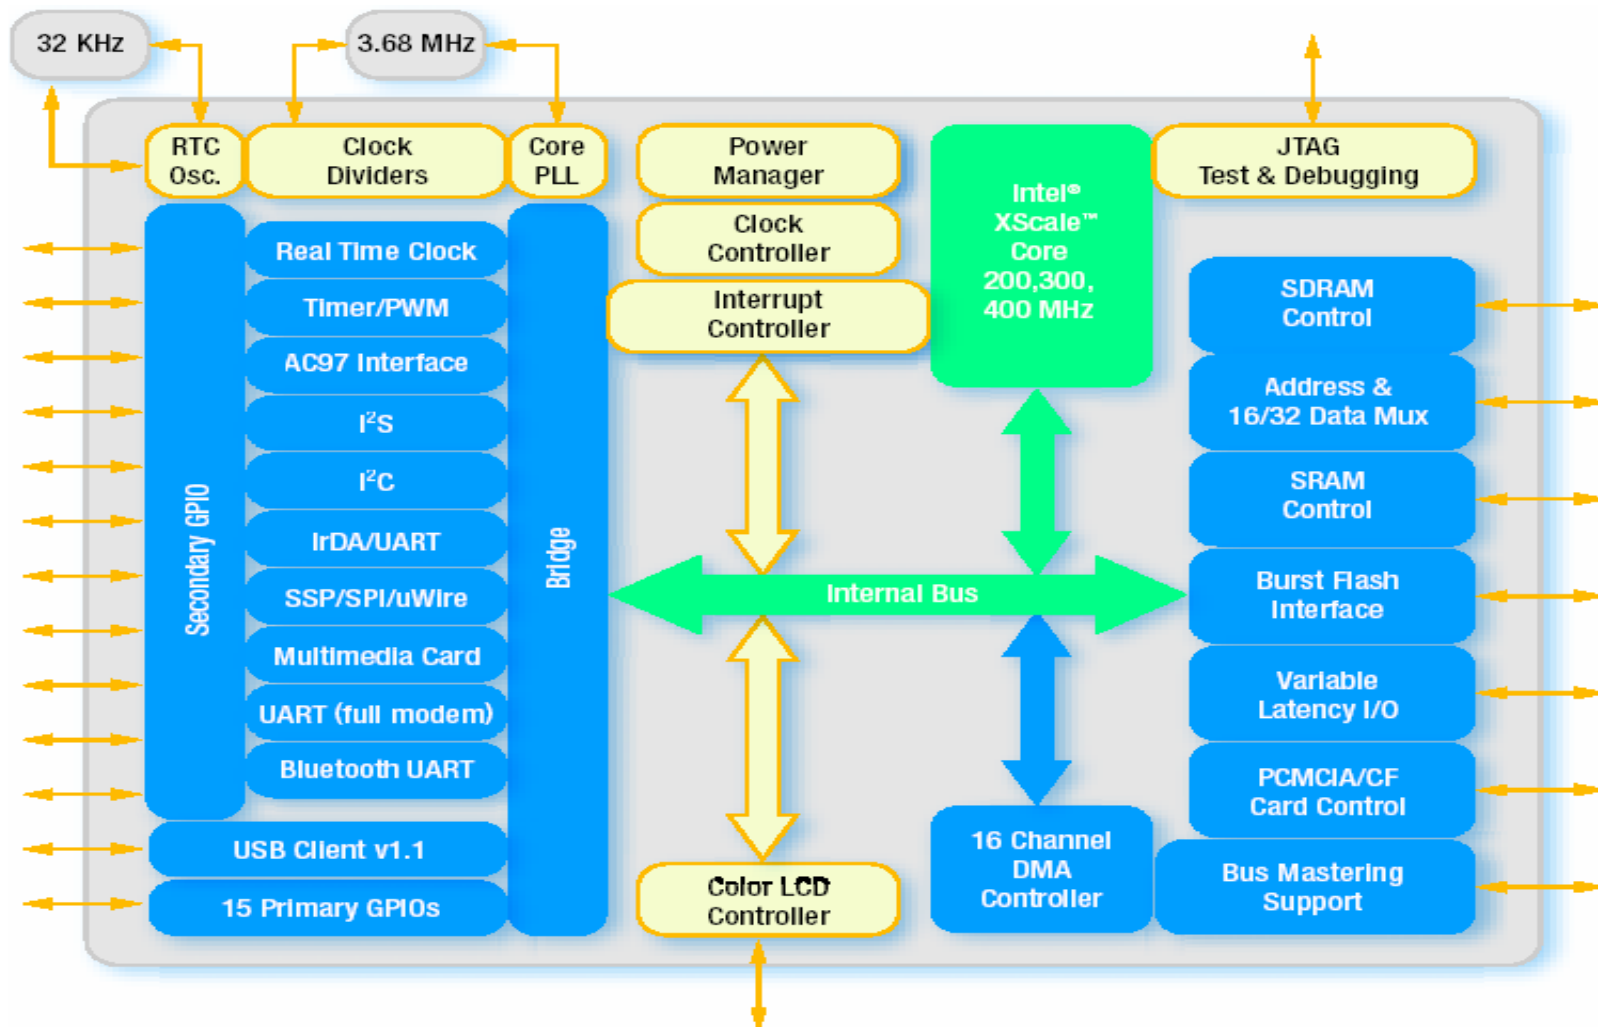 32 KHz
3.68 MHz
RTC
Osc.
Clock
Dividers
Core
PLL
Power
Manager
Clock
Controller
Interrupt
Controller
Intel®
XScale™
Core
200,300,
400 MHz
JTAG
Test & Debugging
Secondary GPIO
Real Time Clock
Timer/PWM
AC97 Interface
I²S
I²C
IrDA/UART
SSP/SPI/uWire
Multimedia Card
UART (full modem)
Bluetooth UART
USB Client v1.1
15 Primary GPIOs
Bridge
Internal Bus
Color LCD
Controller
16 Channel
DMA
Controller
SDRAM
Control
Address &
16/32 Data Mux
SRAM
Control
Burst Flash
Interface
Variable
Latency I/O
PCMCIA/CF
Card Control
Bus Mastering
Support